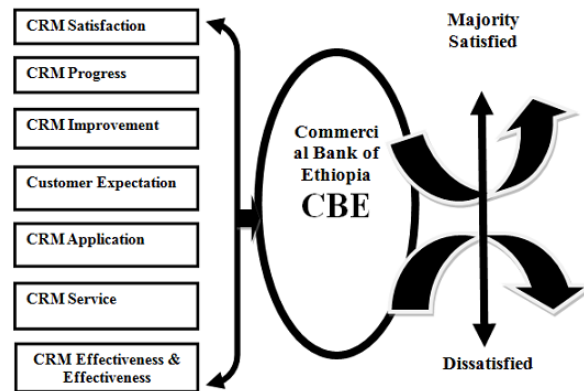 CRM Satisfaction
CRM Progress
CRM Improvement
Customer Expectation
CRM Application
CRM Service
CRM Effectiveness &
Effectiveness
Commerci
al Bank of
Ethiopia
CBE
Majority
Satisfied
Dissatisfied